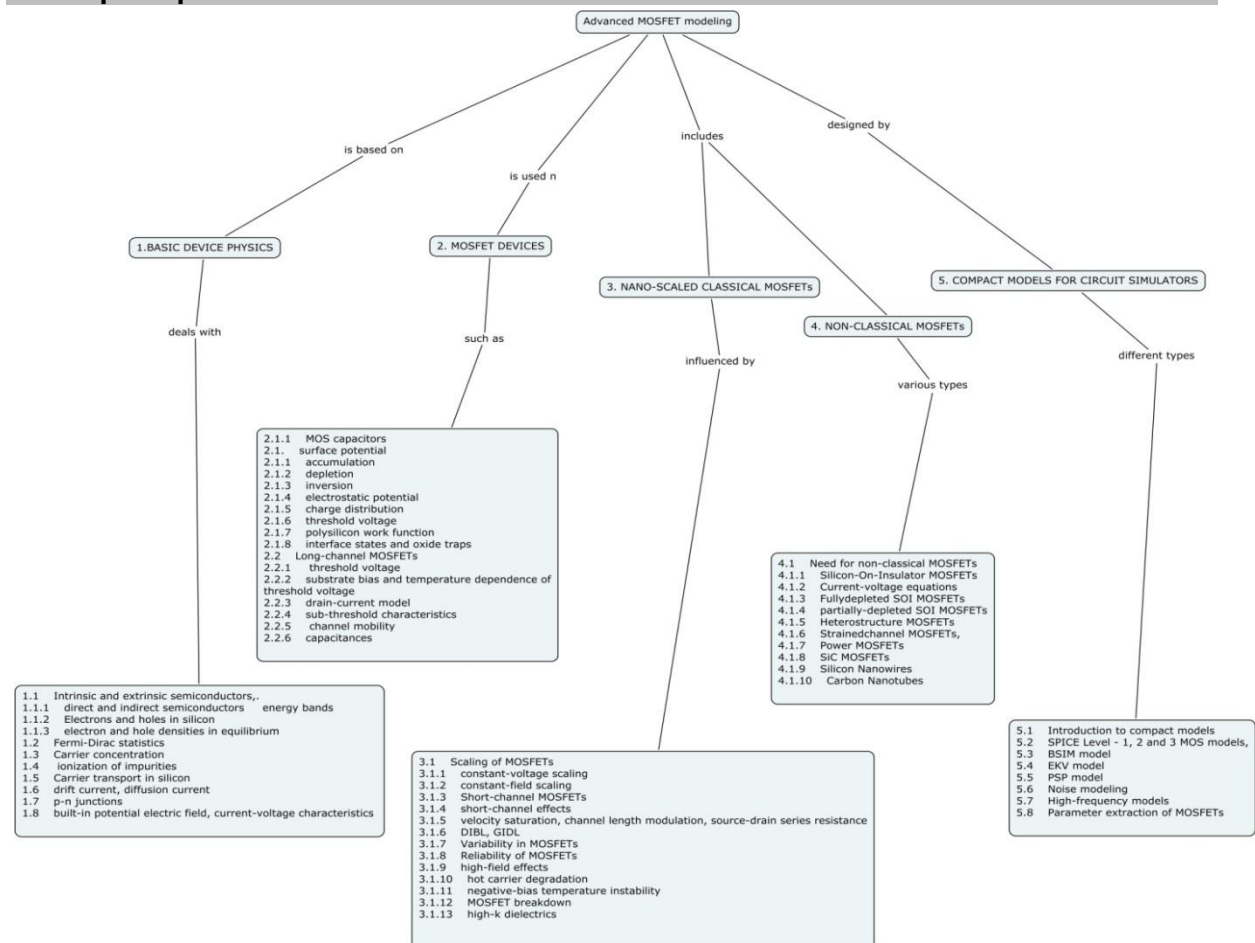 Advanced MOSFET modeling
is based on
is used n
includes
designed by
1.BASIC DEVICE PHYSICS
2. MOSFET DEVICES
3. NANO-SCALED CLASSICAL MOSFETs
4. NON-CLASSICAL MOSFETs
5. COMPACT MODELS FOR CIRCUIT SIMULATORS
deals with
such as
influenced by
various types
different types
1.1 Intrinsic and extrinsic semiconductors,.
1.1.1 direct and indirect semiconductors energy bands
1.1.2 Electrons and holes in silicon
1.1.3 electron and hole densities in equilibrium
1.2 Fermi-Dirac statistics
1.3 Carrier concentration
1.4 ionization of impurities
1.5 Carrier transport in silicon
1.6 drift current, diffusion current
1.7 p-n junctions
1.8 built-in potential electric field, current-voltage characteristics
2.1.1 MOS capacitors
2.1. surface potential
2.1.1 accumulation
2.1.2 depletion
2.1.3 inversion
2.1.4 electrostatic potential
2.1.5 charge distribution
2.1.6 threshold voltage
2.1.7 polysilicon work function
2.1.8 interface states and oxide traps
2.2 Long-channel MOSFETs
2.2.1 threshold voltage
2.2.2 substrate bias and temperature dependence of
threshold voltage
2.2.3 drain-current model
2.2.4 sub-threshold characteristics
2.2.5 channel mobility
2.2.6 capacitances
3.1 Scaling of MOSFETs
3.1.1 constant-voltage scaling
3.1.2 constant-field scaling
3.1.3 Short-channel MOSFETs
3.1.4 short-channel effects
3.1.5 velocity saturation, channel length modulation, source-drain series resistance
3.1.6 DIBL, GIDL
3.1.7 Variability in MOSFETs
3.1.8 Reliability of MOSFETs
3.1.9 high-field effects
3.1.10 hot carrier degradation
3.1.11 negative-bias temperature instability
3.1.12 MOSFET breakdown
3.1.13 high-k dielectrics
4.1 Need for non-classical MOSFETs
4.1.1 Silicon-On-Insulator MOSFETs
4.1.2 Current-voltage equations
4.1.3 Fullydepleted SOI MOSFETs
4.1.4 partially-depleted SOI MOSFETs
4.1.5 Heterostructure MOSFETs
4.1.6 Strainedchannel MOSFETs,
4.1.7 Power MOSFETs
4.1.8 SiC MOSFETs
4.1.9 Silicon Nanowires
4.1.10 Carbon Nanotubes
5.1 Introduction to compact models
5.2 SPICE Level - 1, 2 and 3 MOS models,
5.3 BSIM model
5.4 EKV model
5.5 PSP model
5.6 Noise modeling
5.7 High-frequency models
5.8 Parameter extraction of MOSFETs